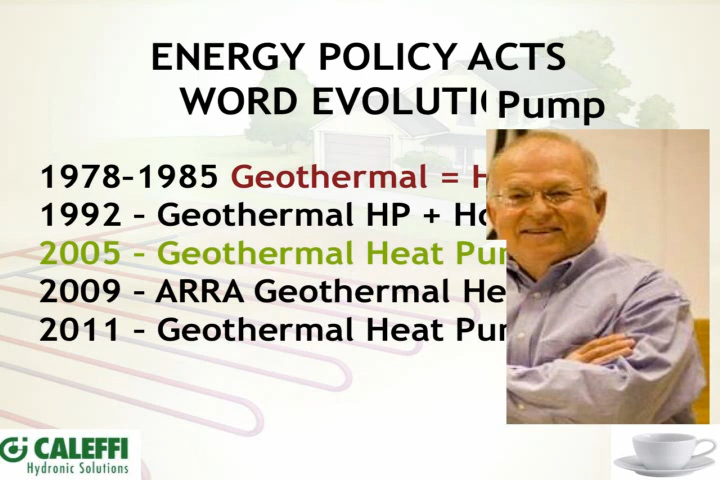 ENERGY POLICY ACTS
WORD EVOLUTI
Pump
1978–1985 Geothermal = H
1992 – Geothermal HP + Ho
2005 – Geothermal Heat Pu
2009 – ARRA Geothermal He
2011 – Geothermal Heat Pu
CALEFFI
Hydronic Solutions